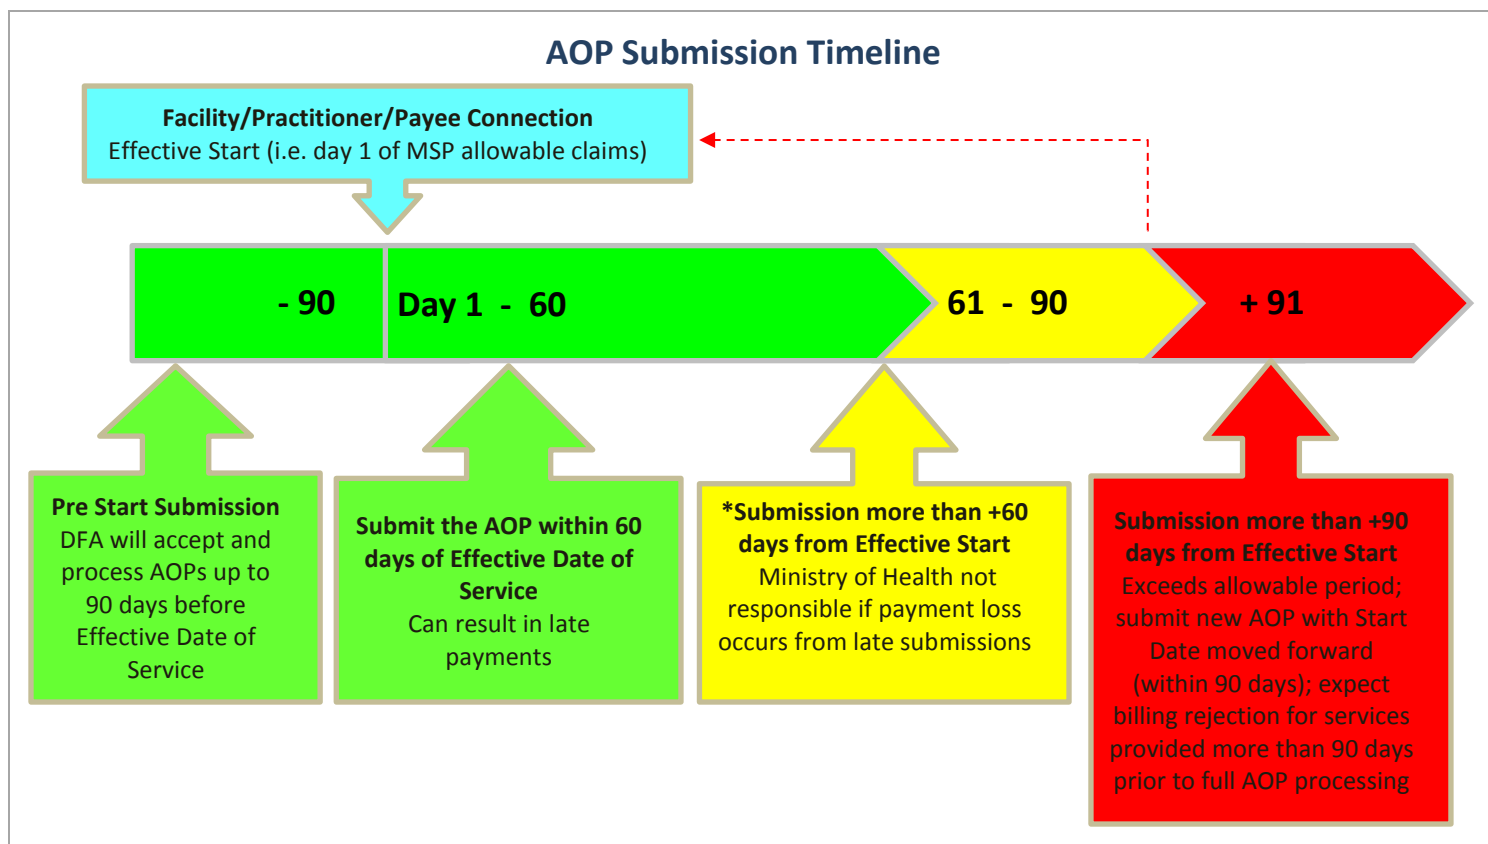 AOP Submission Timeline
Facility/Practitioner/Payee Connection
Effective Start (i.e. day 1 of MSP allowable claims)
- 90
Day 1 - 60
61 - 90
+ 91
Pre Start Submission
DFA will accept and
process AOPs up to
90 days before
Effective Date of
Service
Submit the AOP within 60
days of Effective Date of
Service
Can result in late
payments
*Submission more than +60
days from Effective Start
Ministry of Health not
responsible if payment loss
occurs from late submissions
Submission more than +90
days from Effective Start
Exceeds allowable period;
submit new AOP with Start
Date moved forward
(within 90 days); expect
billing rejection for services
provided more than 90 days
prior to full AOP processing